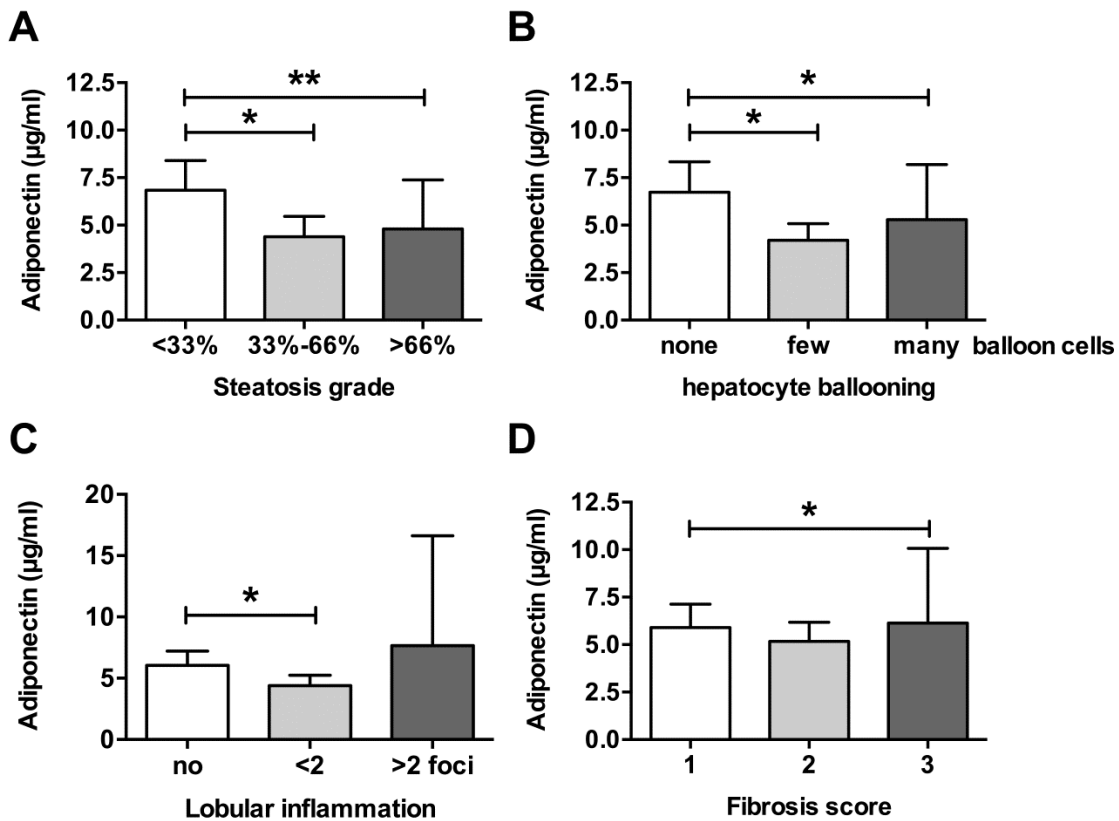 A
Adiponectin (µg/ml)
12.5
10.0
7.5
5.0
2.5
0.0
**
*
<33% 33%-66% >66%
Steatosis grade
B
Adiponectin (µg/ml)
12.5
10.0
7.5
5.0
2.5
0.0
*
*
none few many balloon cells
hepatocyte ballooning
C
Adiponectin (µg/ml)
20
15
10
5
0
*
no <2 >2 foci
Lobular inflammation
D
Adiponectin (µg/ml)
12.5
10.0
7.5
5.0
2.5
0.0
*
1 2 3
Fibrosis score